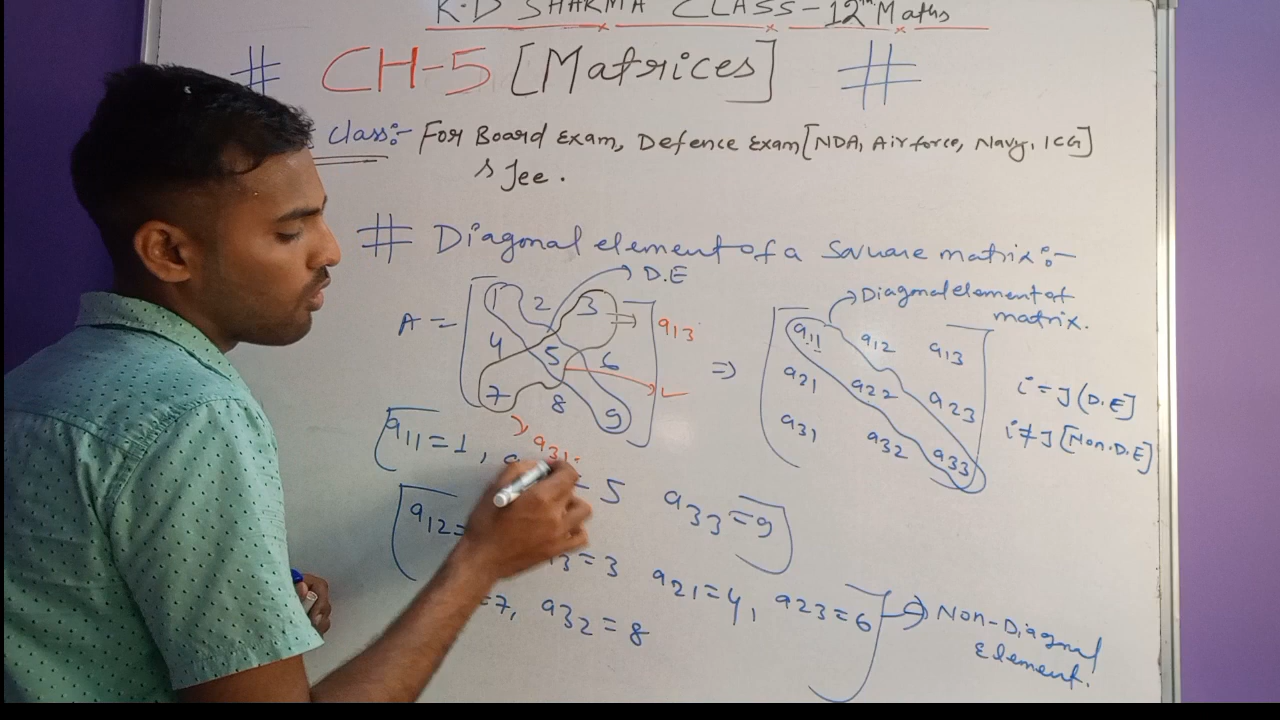 K.D SHARMA CLASS-12th Maths
# CH-5 [Matrices] #
Class:- For Board Exam, Defence Exam [NDA, Airforce, Navy, ICG]
Jee.
# Diagonal element of a Square matrix:-
D.E
A = [1 2 3
4 5 6
7 8 9]
a13
a31
⇒
Diagonal element of
matrix.
a11 a12 a13
a21 a22 a23
a31 a32 a33
i = J (D.E]
i ≠ J [Non.D.E]
a11 = 1, = 5 a33 = 9
a12 = 3 = 3 a21 = 4, a23 = 6
= 7, a32 = 8
Non-Diagnal
Element.